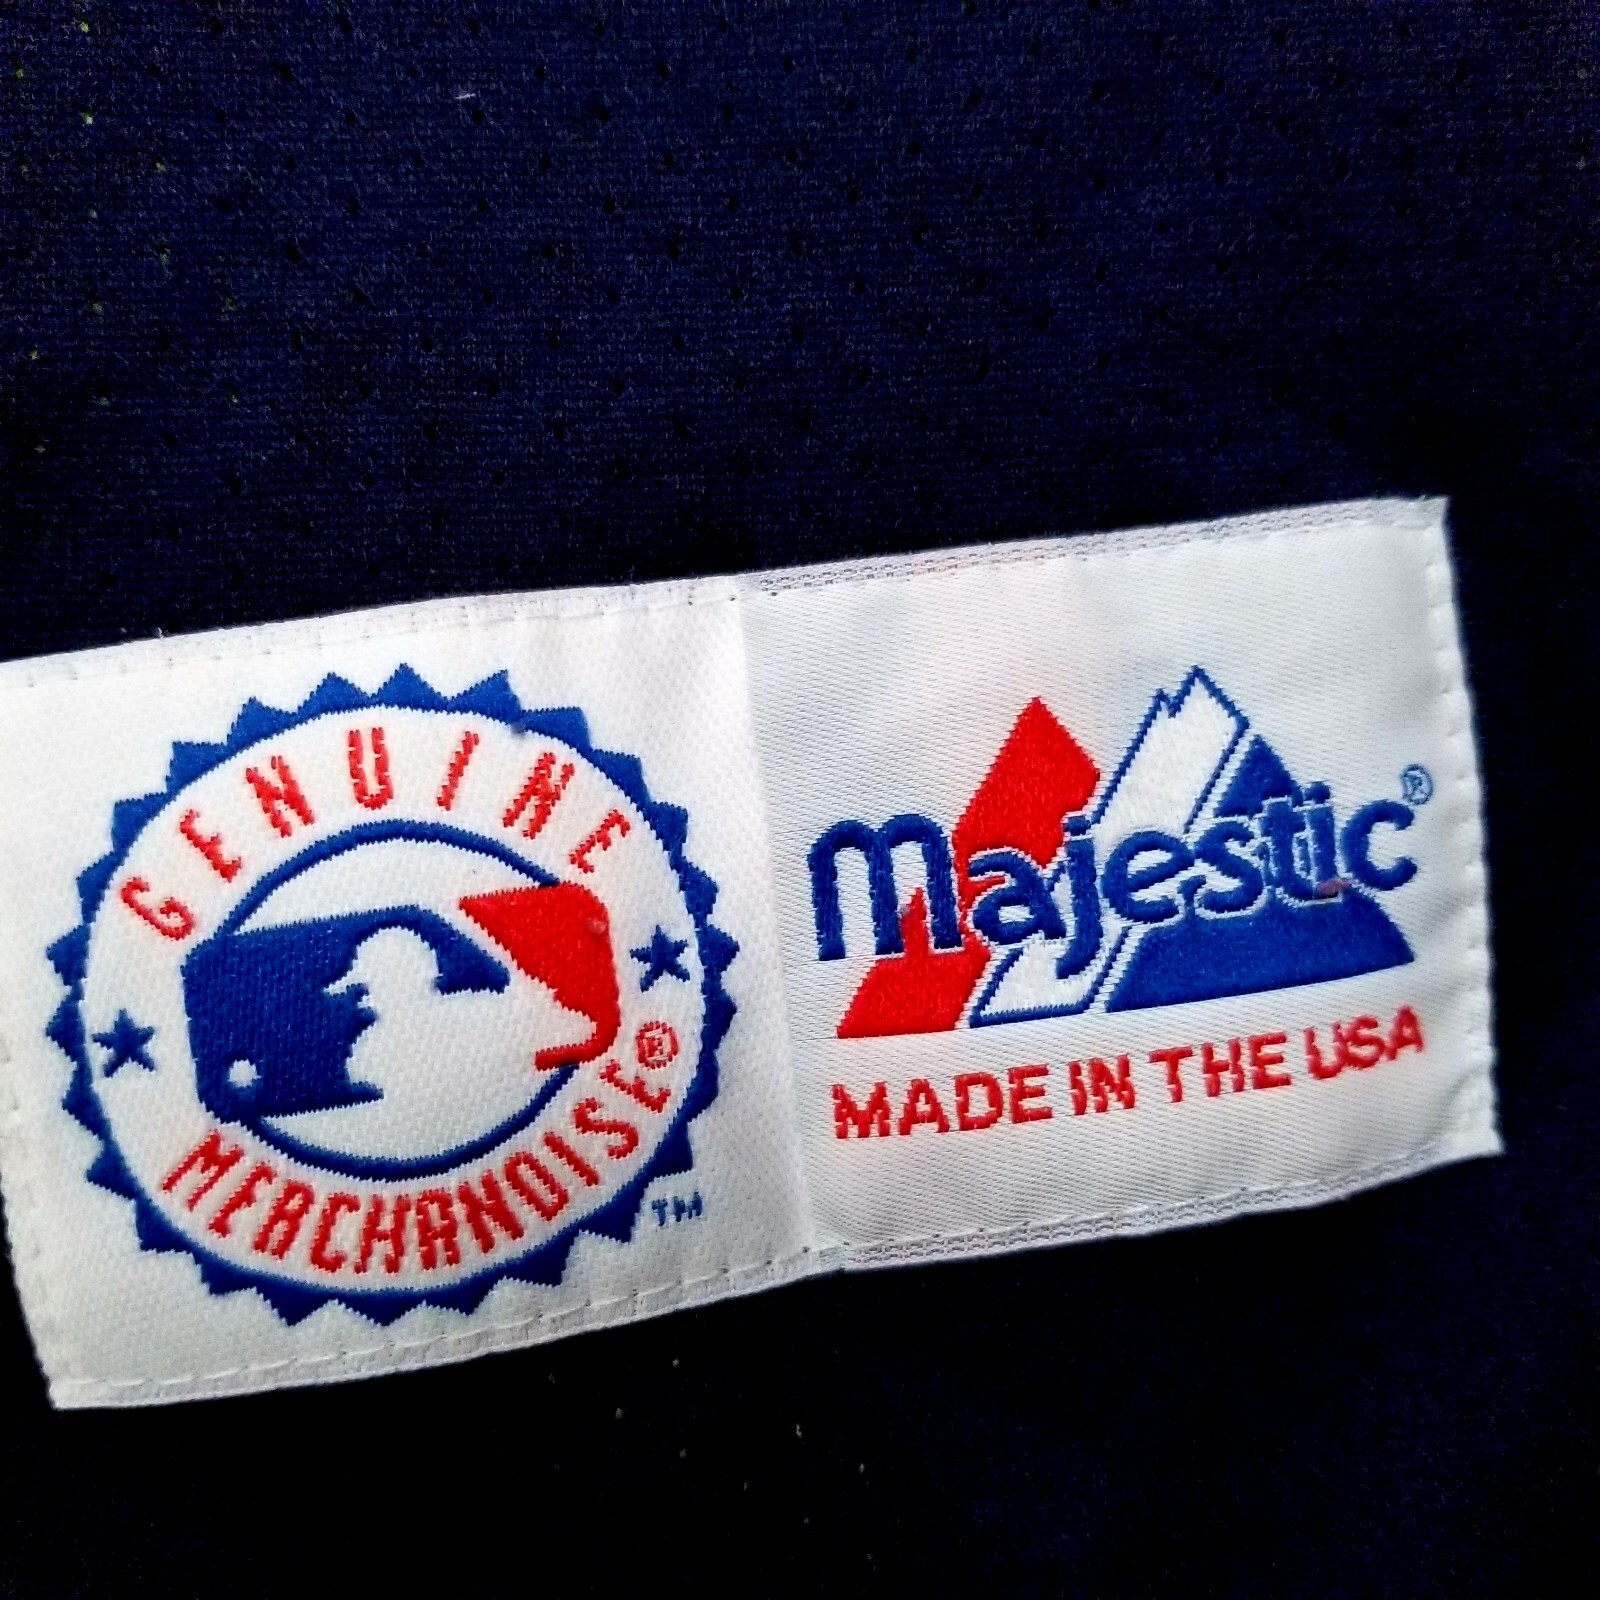 GENUINE
MERCHANDISE®
TM
Majestic®
MADE IN THE USA